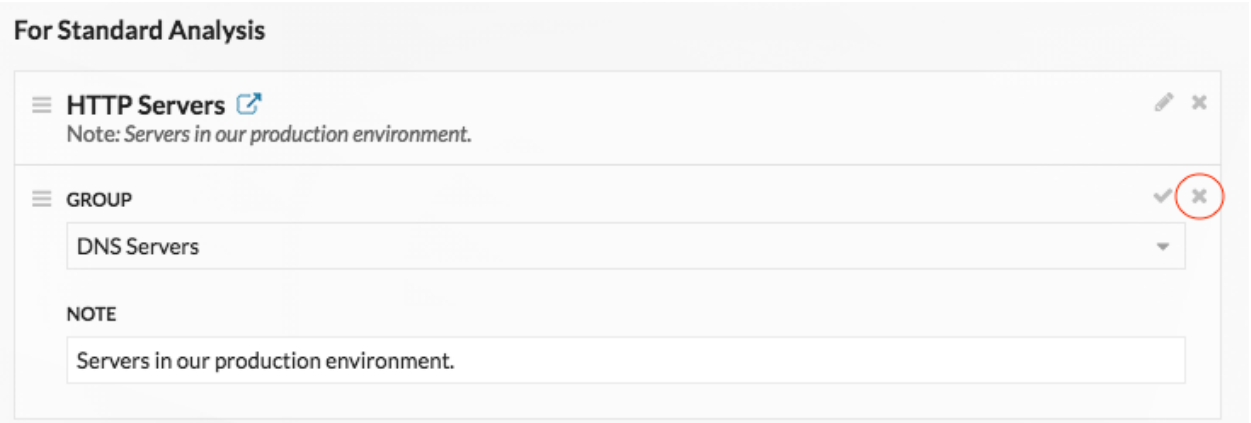 For Standard Analysis
HTTP Servers
Note: Servers in our production environment.
GROUP
DNS Servers
NOTE
Servers in our production environment.